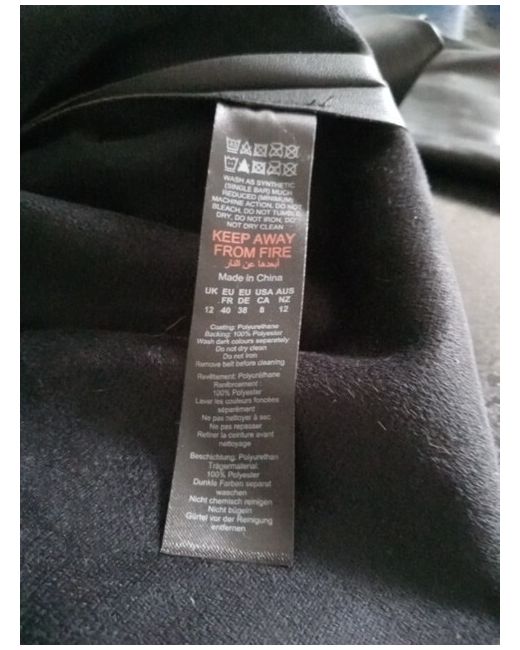 WASH AS SYNTHETIC
(SINGLE BAR) MUCH
REDUCED (MINIMUM)
MACHINE ACTION, DO NOT
BLEACH, DO NOT TUMBLE
DRY, DO NOT IRON, DO
NOT DRY CLEAN
KEEP AWAY
FROM FIRE
أبعدها عن النار
Made in China
UK EU EU USA AUS
FR DE CA NZ
12 40 38 8 12
Coating: Polyurethane
Backing: 100% Polyester
Wash dark colours separately
Do not dry clean
Do not iron
Remove belt before cleaning
Revêtement: Polyuréthane
Renforcement :
100% Polyester
Laver les couleurs foncées
séparément
Ne pas nettoyer à sec
Ne pas repasser
Retirer la ceinture avant
nettoyage
Beschichtung: Polyurethan
Trägermaterial:
100% Polyester
Dunkle Farben separat
waschen
Nicht chemisch reinigen
Nicht bügeln
Gürtel vor der Reinigung
entfernen